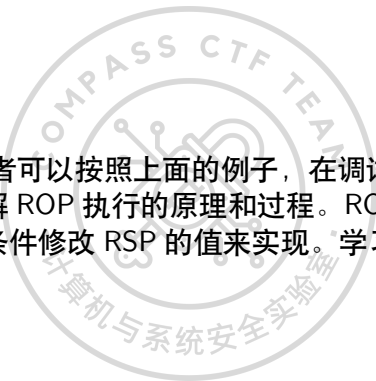 COMPASS CTF TEAM
者可以按照上面的例子，在调试
解 ROP 执行的原理和过程。RO
条件修改 RSP 的值来实现。学
计算机与系统安全实验室